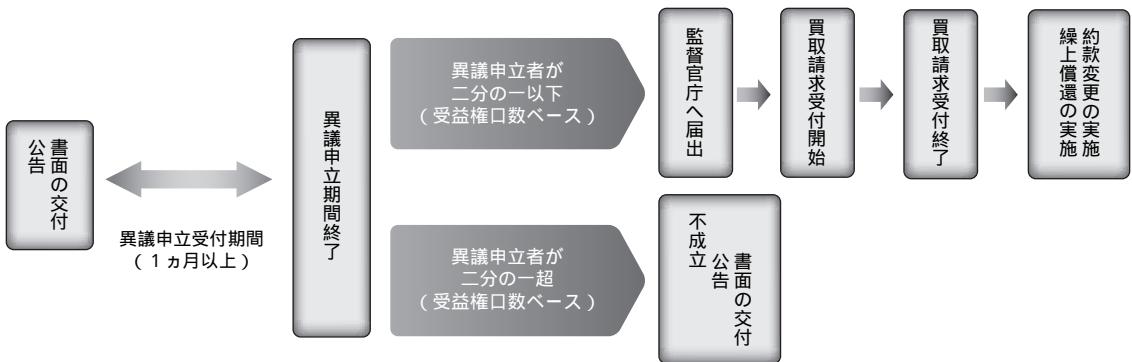 書面の交付
公告
異議申立受付期間
(1ヵ月以上)
異議申立期間終了
異議申立者が
二分の一以下
(受益権口数ベース)
監督官庁へ届出
買取請求受付開始
買取請求受付終了
約款変更の実施
繰上償還の実施
異議申立者が
二分の一超
(受益権口数ベース)
書面の交付
公告
不成立